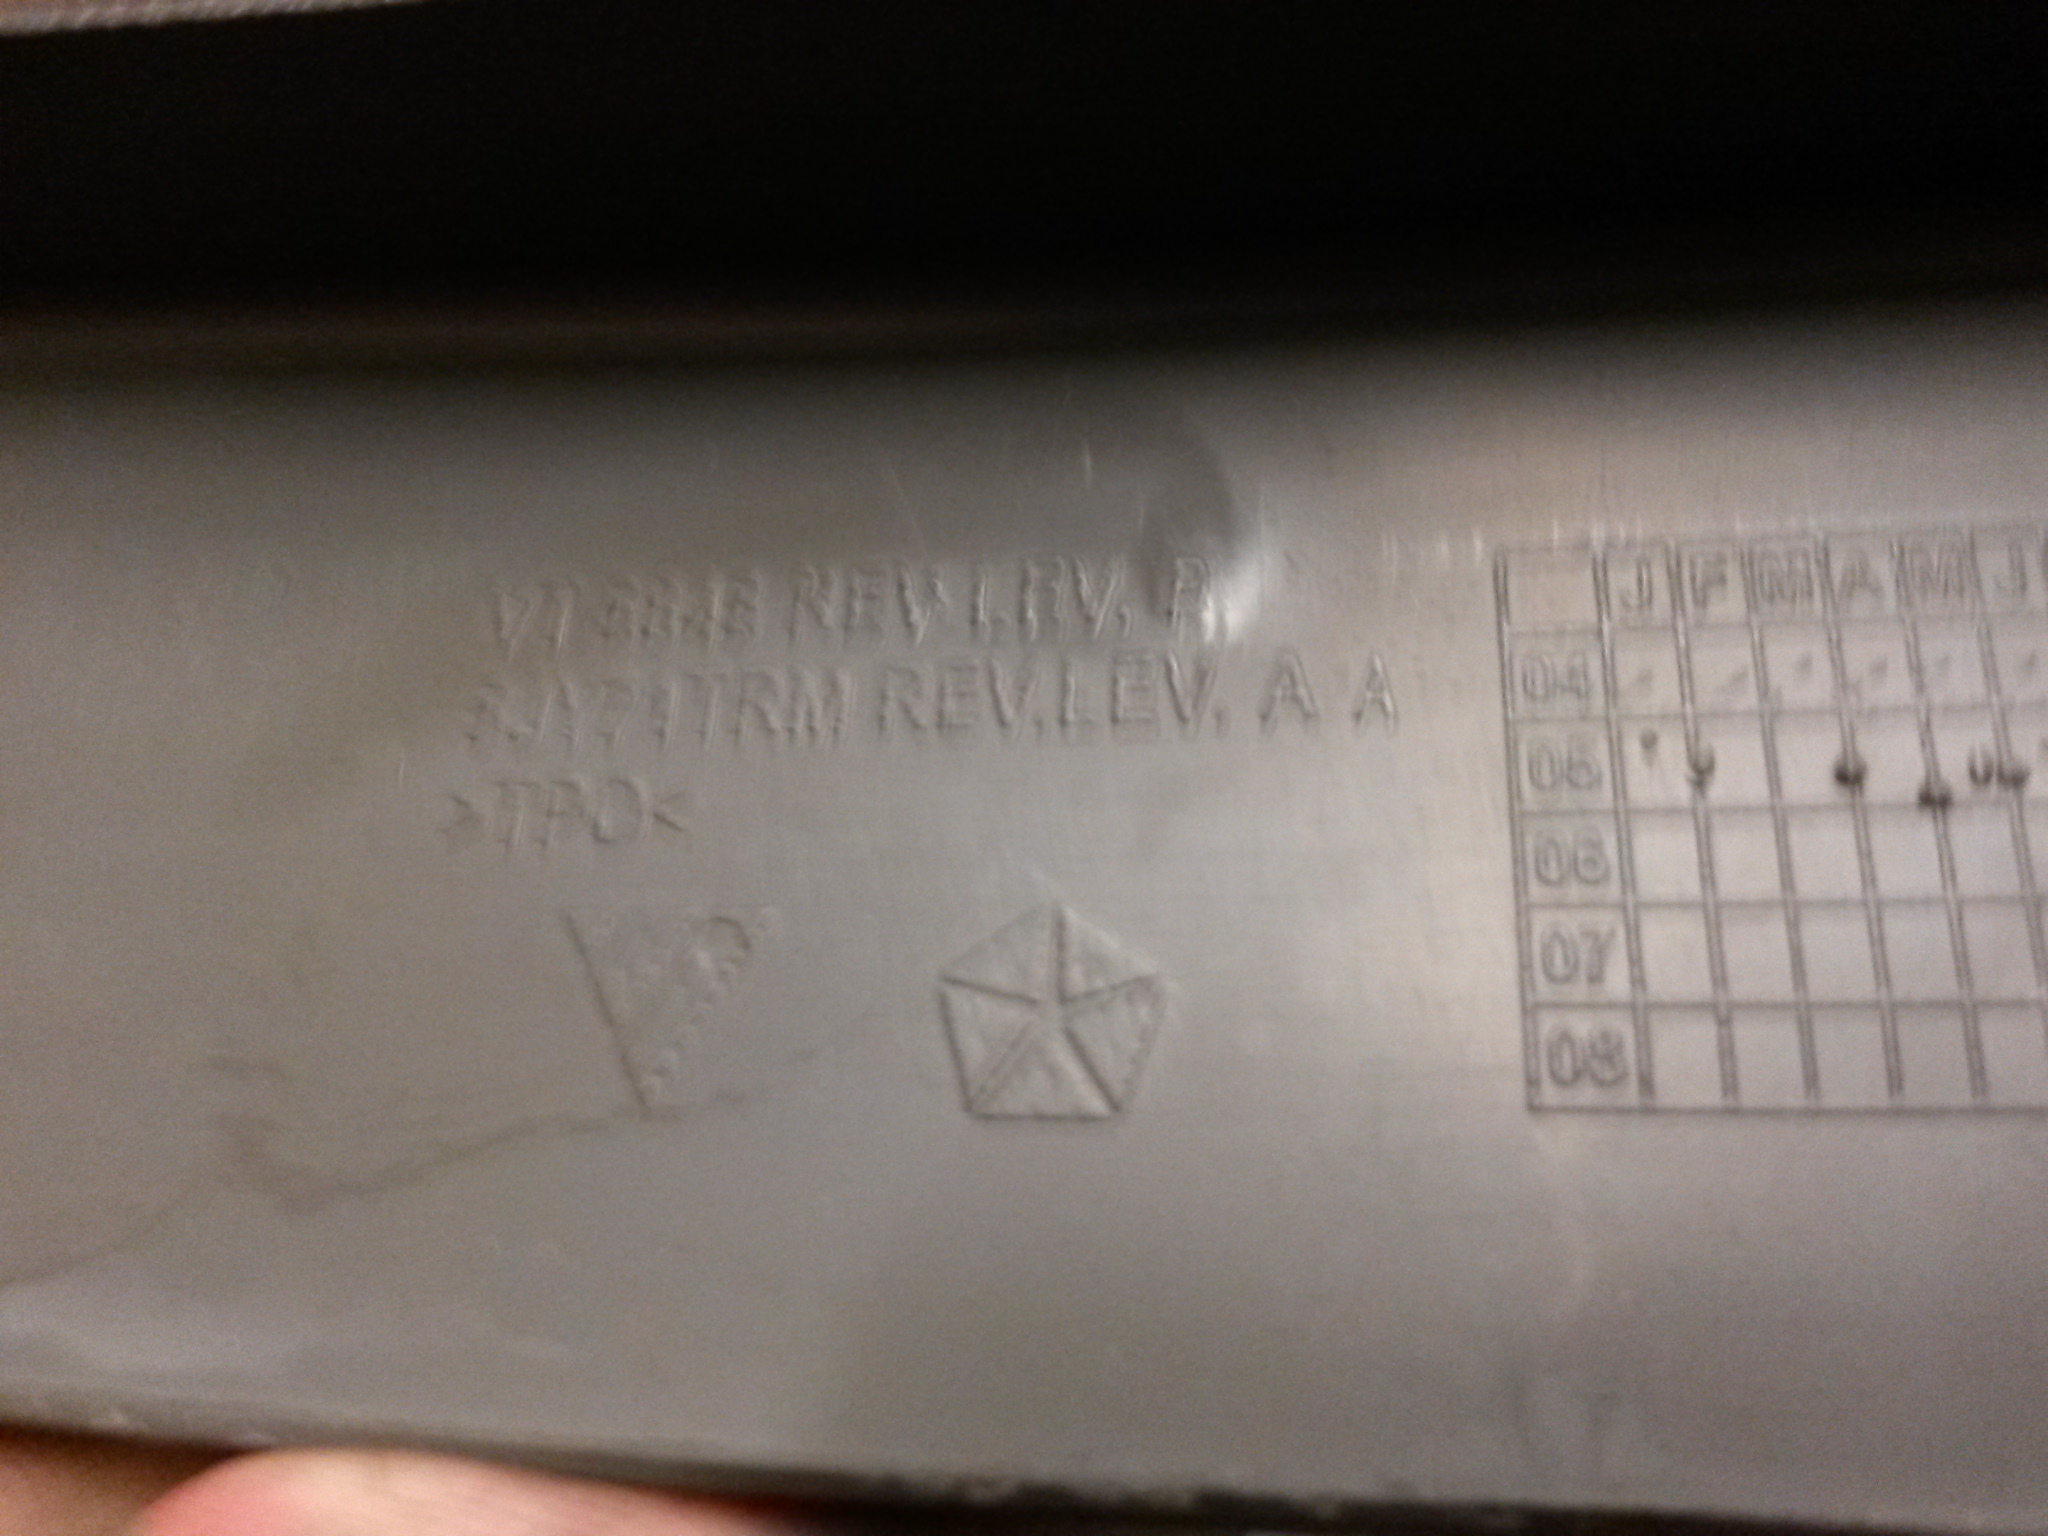 REV LEV. B
REV.LEV. A A
>TPO<
J F M A M J
04
05
06
07
08